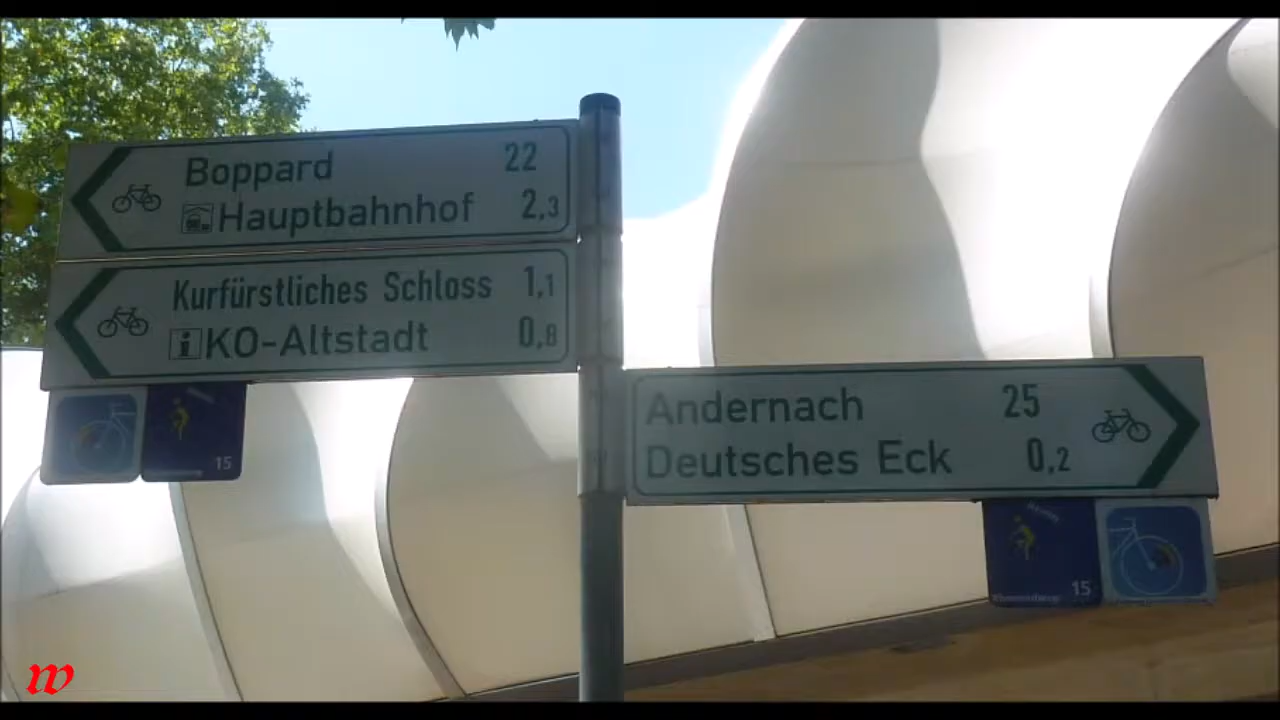 Boppard 22
Hauptbahnhof 2,3
Kurfürstliches Schloss 1,1
i KO-Altstadt 0,8
15
Andernach 25
Deutsches Eck 0,2
15
w